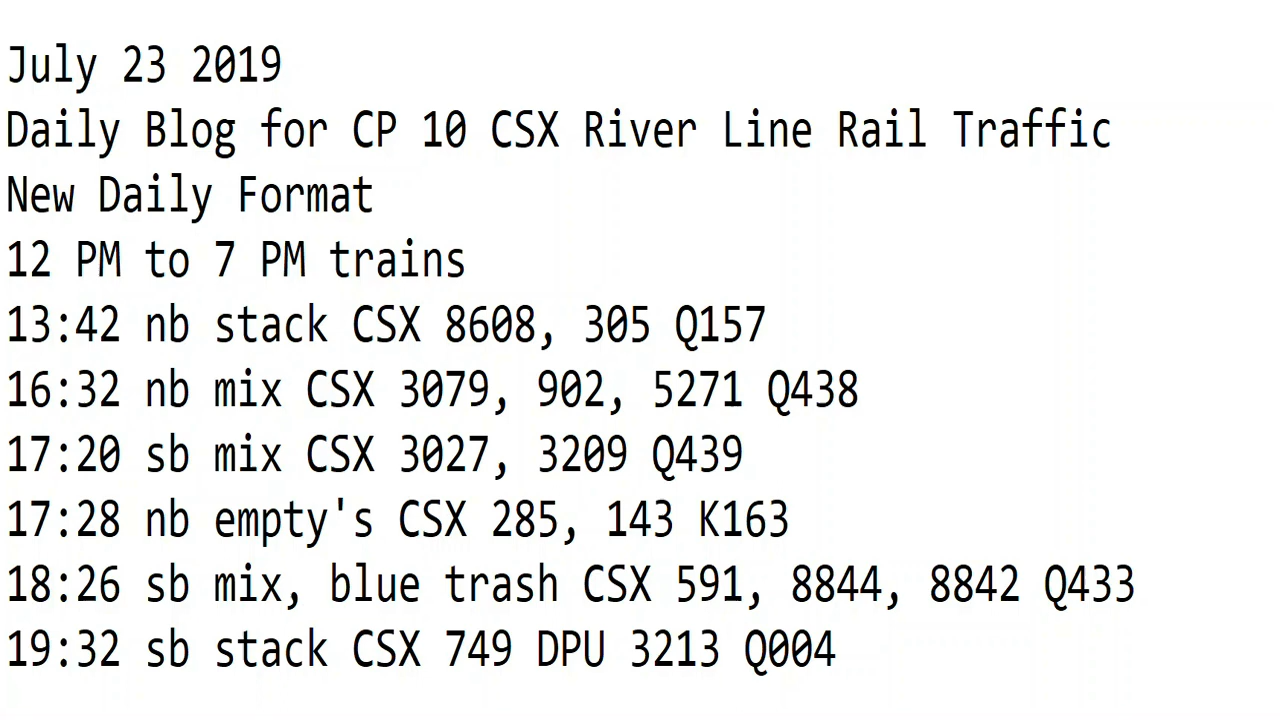 July 23 2019
Daily Blog for CP 10 CSX River Line Rail Traffic
New Daily Format
12 PM to 7 PM trains
13:42 nb stack CSX 8608, 305 Q157
16:32 nb mix CSX 3079, 902, 5271 Q438
17:20 sb mix CSX 3027, 3209 Q439
17:28 nb empty's CSX 285, 143 K163
18:26 sb mix, blue trash CSX 591, 8844, 8842 Q433
19:32 sb stack CSX 749 DPU 3213 Q004